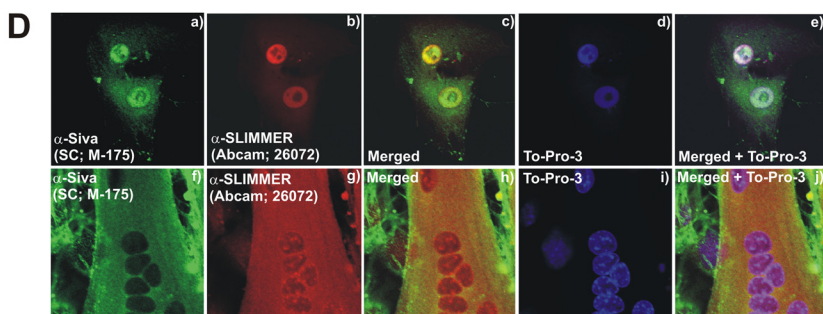 D
a)
α-Siva
(SC; M-175)
b)
α-SLIMMER
(Abcam; 26072)
c)
Merged
d)
To-Pro-3
e)
Merged + To-Pro-3
α-Siva
(SC; M-175)
f)
α-SLIMMER
(Abcam; 26072)
g)
Merged
h)
To-Pro-3
i)
Merged + To-Pro-3
j)